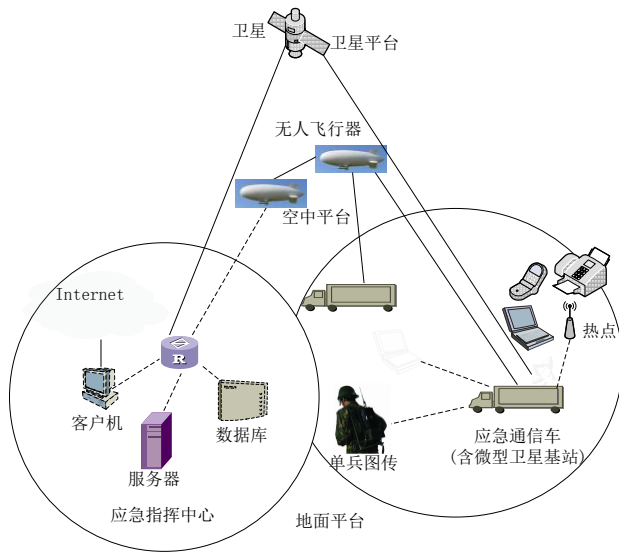 卫星
卫星平台
无人飞行器
空中平台
Internet
热点
R
客户机
数据库
服务器
单兵图传
应急通信车
(含微型卫星基站)
应急指挥中心
地面平台